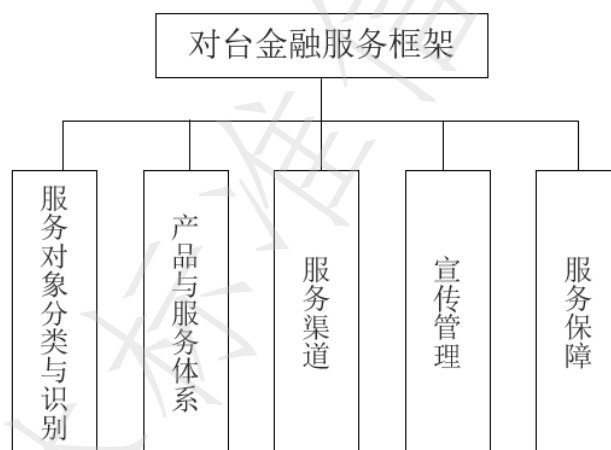 对台金融服务框架
服务对象分类与识别
产品与服务体系
服务渠道
宣传管理
服务保障